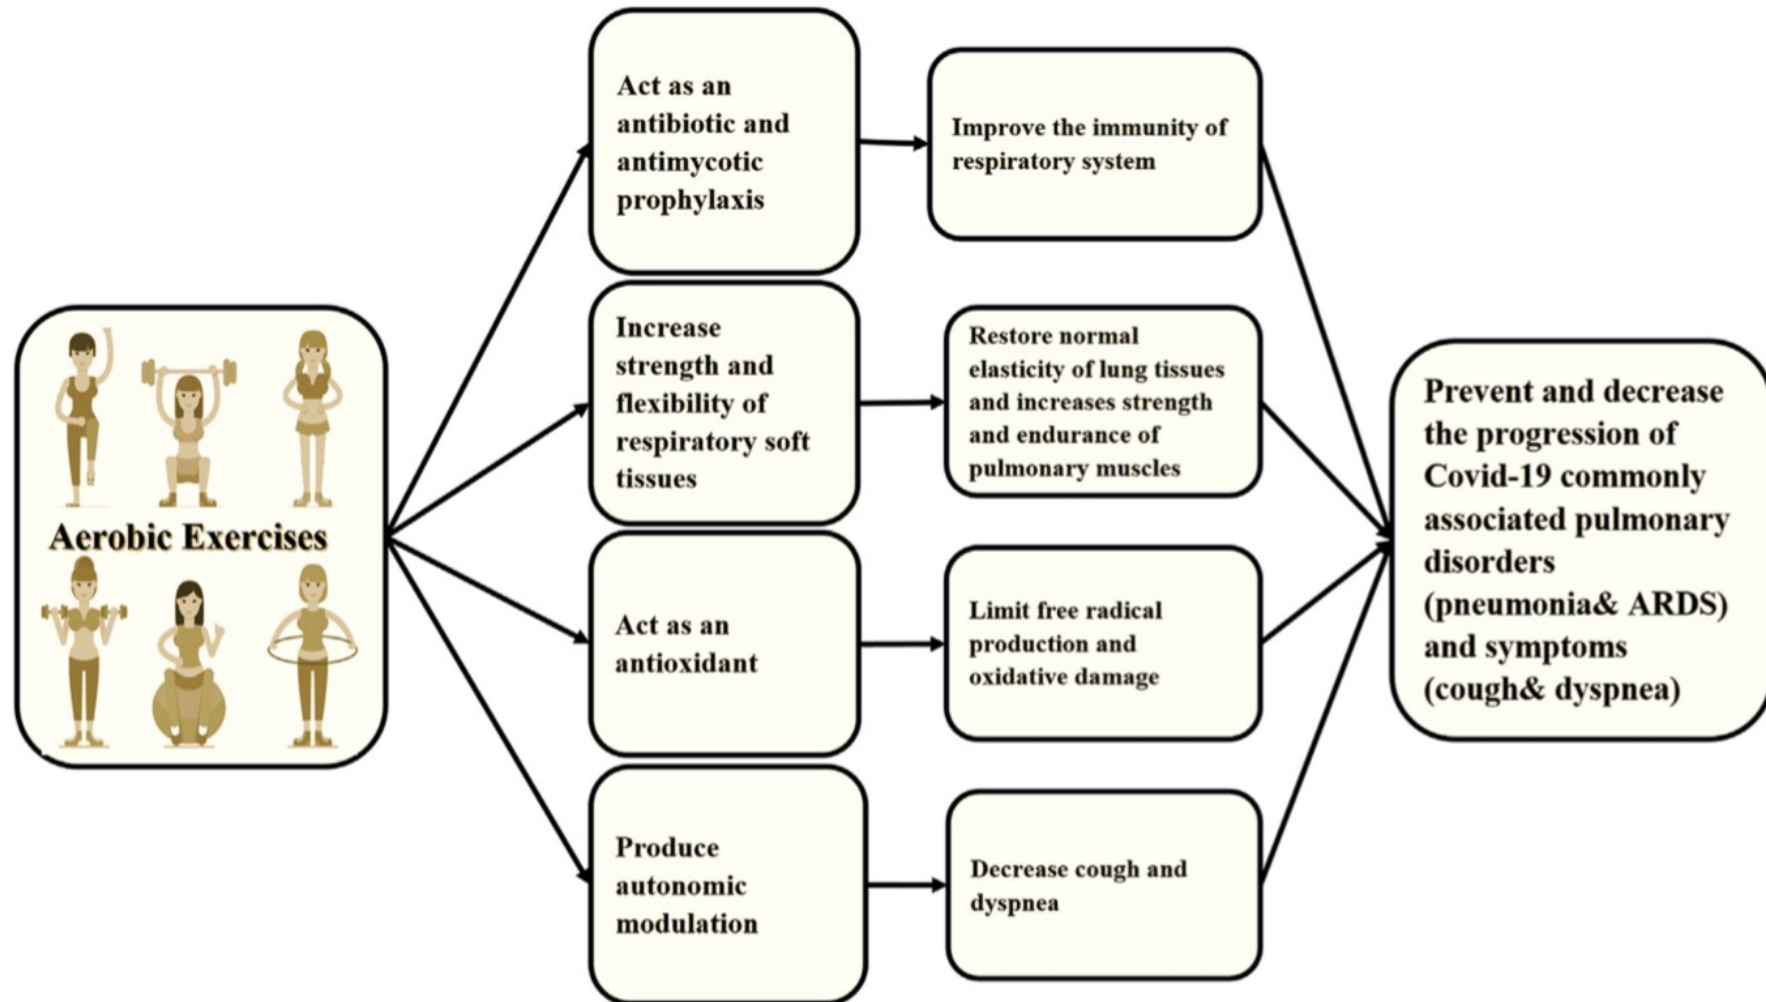 Aerobic Exercises
Act as an
antibiotic and
antimycotic
prophylaxis
Improve the immunity of
respiratory system
Increase
strength and
flexibility of
respiratory soft
tissues
Restore normal
elasticity of lung tissues
and increases strength
and endurance of
pulmonary muscles
Act as an
antioxidant
Limit free radical
production and
oxidative damage
Produce
autonomic
modulation
Decrease cough and
dyspnea
Prevent and decrease
the progression of
Covid-19 commonly
associated pulmonary
disorders
(pneumonia& ARDS)
and symptoms
(cough& dyspnea)